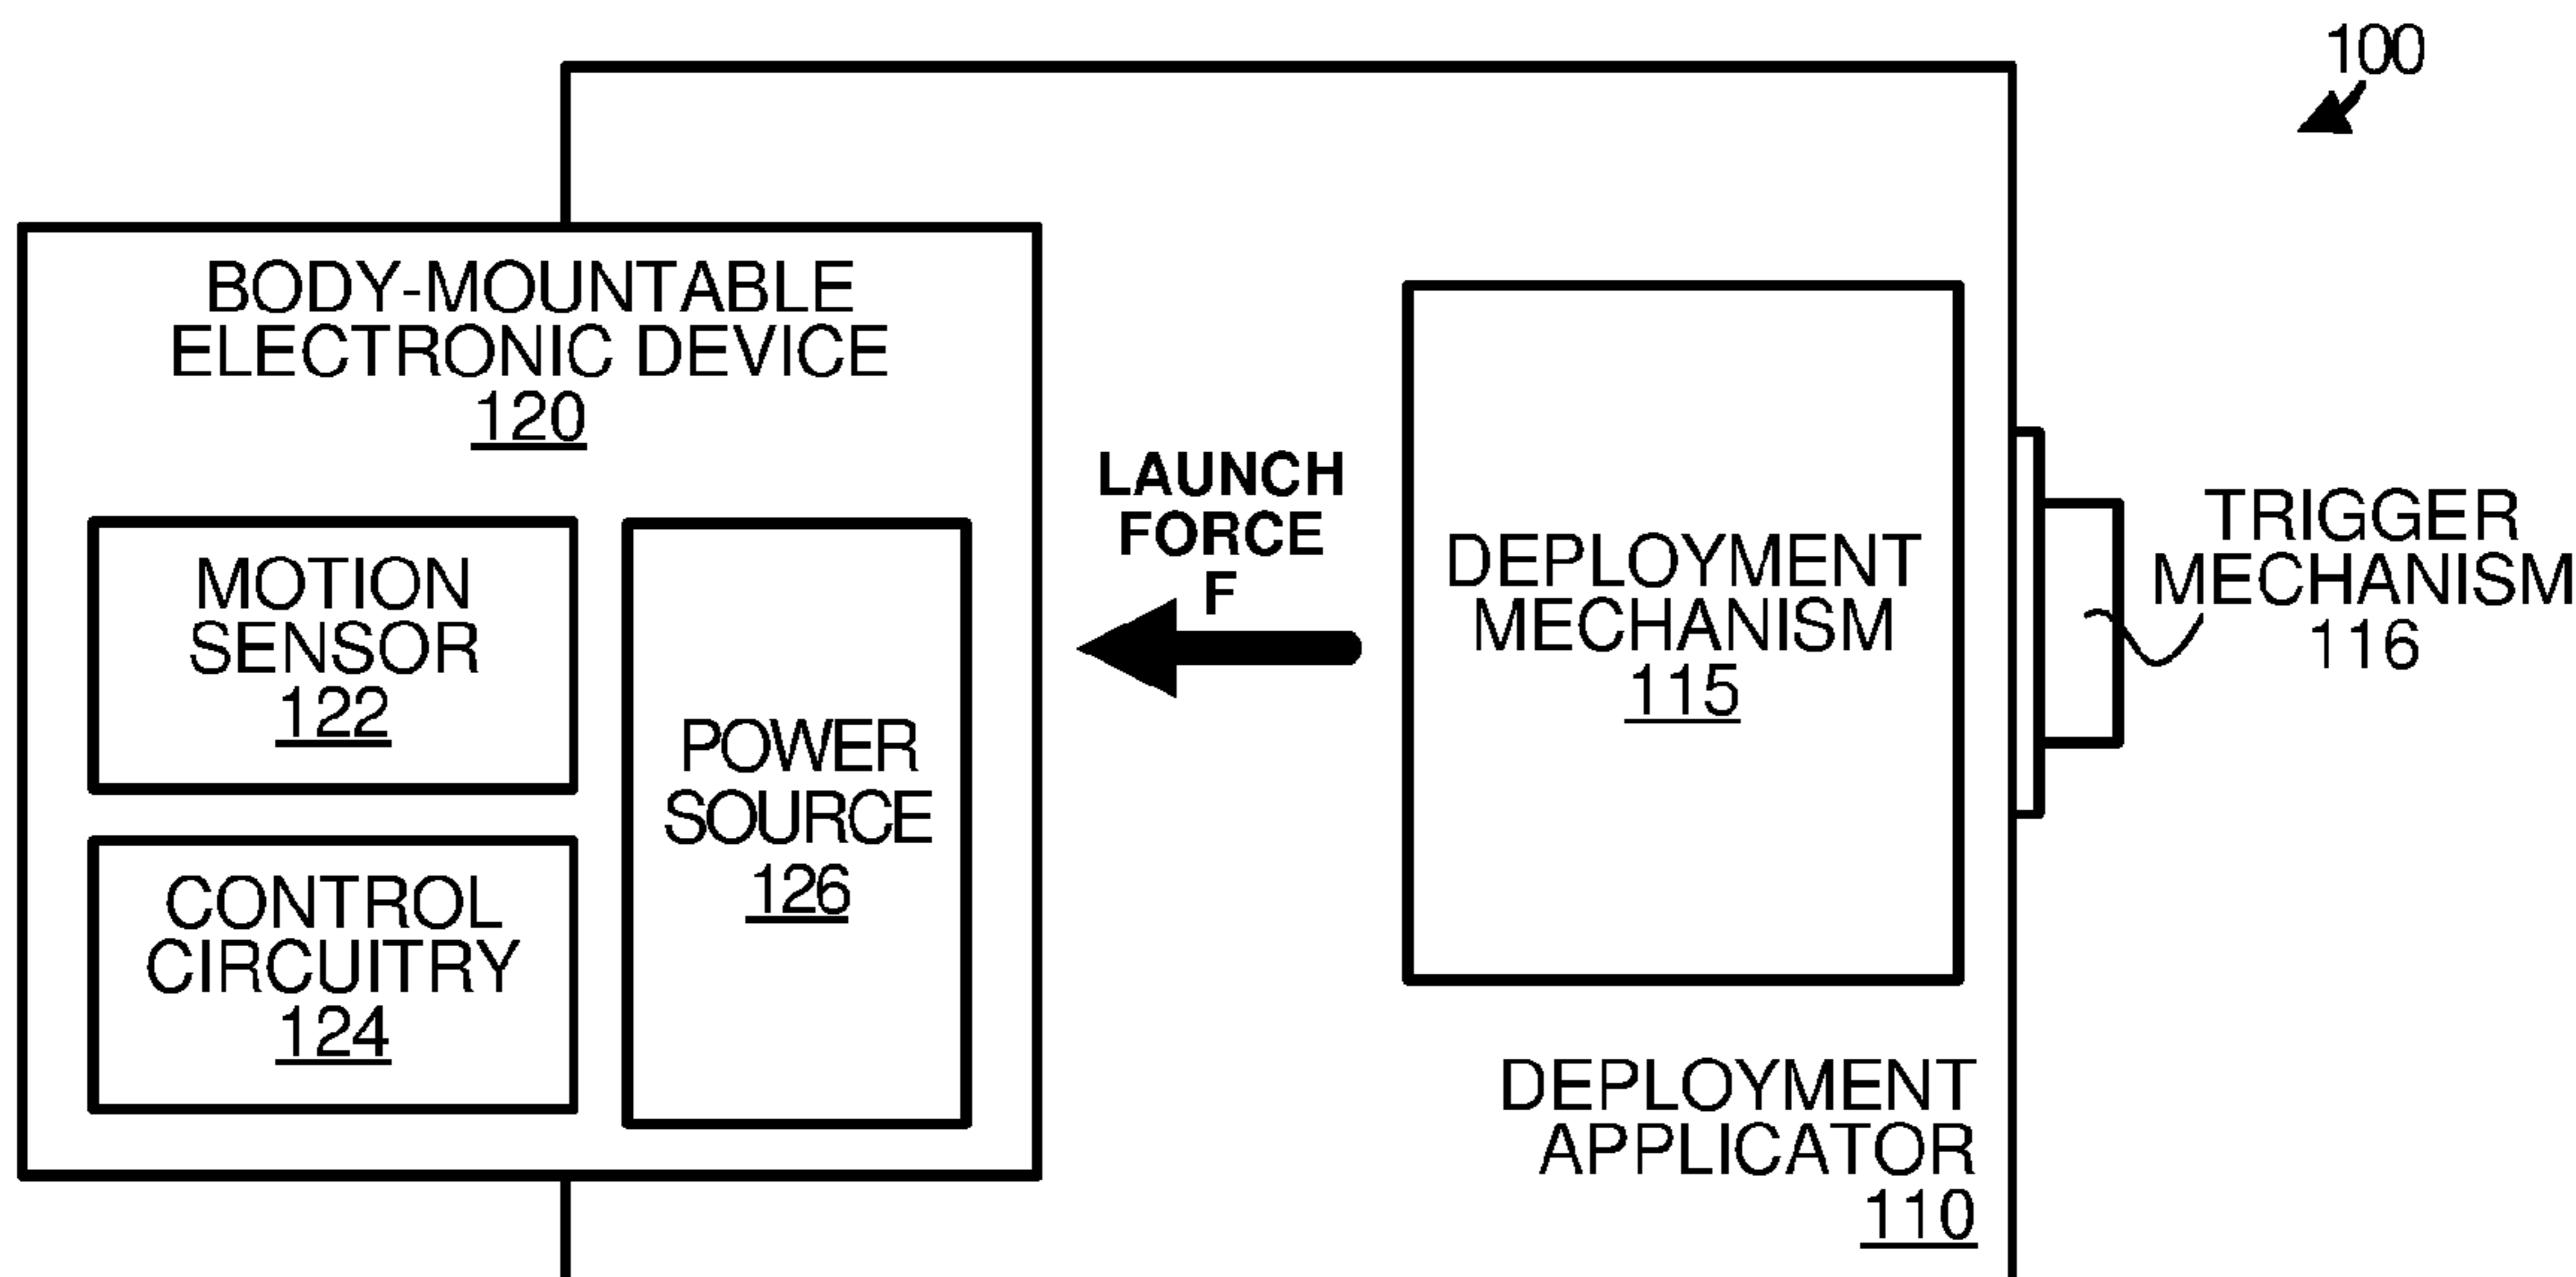 100
BODY-MOUNTABLE
ELECTRONIC DEVICE
120
MOTION
SENSOR
122
CONTROL
CIRCUITRY
124
POWER
SOURCE
126
LAUNCH
FORCE
F
DEPLOYMENT
MECHANISM
115
TRIGGER
MECHANISM
116
DEPLOYMENT
APPLICATOR
110